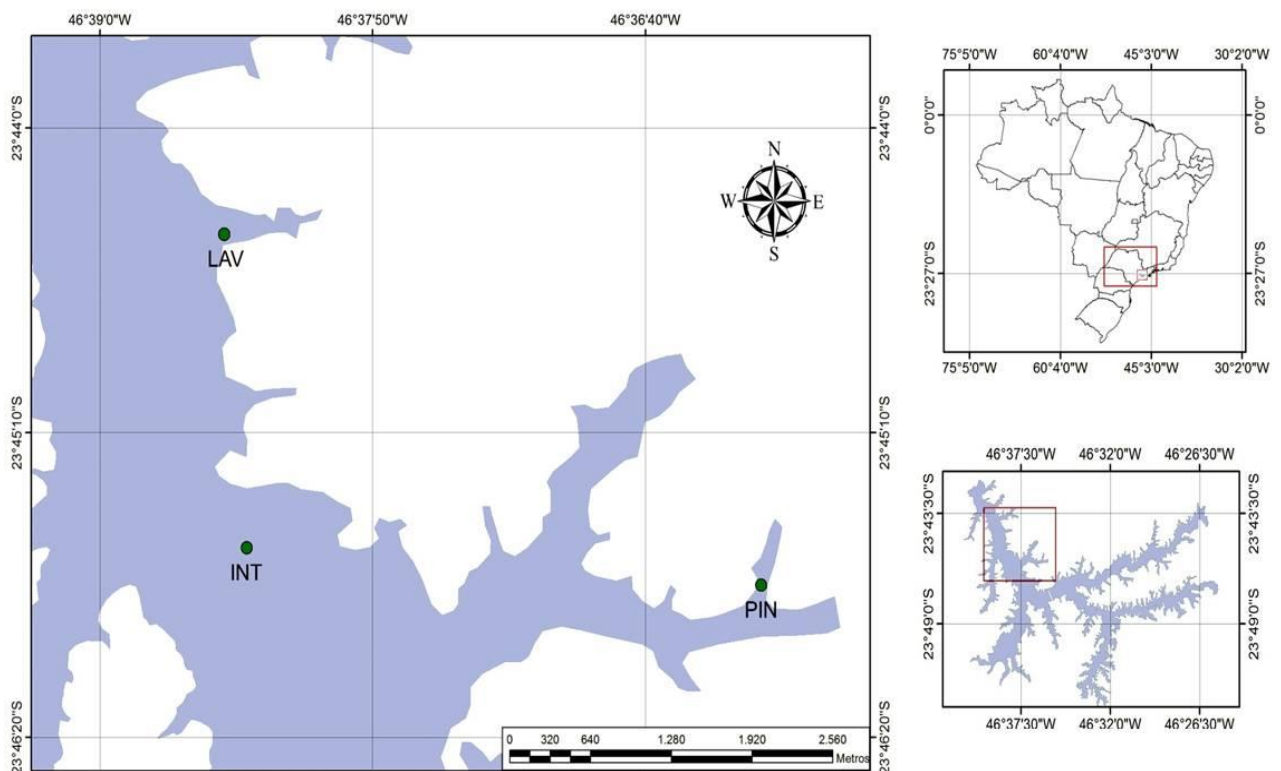 46°39'0"W 46°37'50"W 46°36'40"W
23°44'0"S 23°44'0"S
N
W E
S
LAV
23°45'10"S 23°45'10"S
INT
PIN
23°46'20"S 23°46'20"S
0 320 640 1.280 1.920 2.560
Metros
75°5'0"W 60°4'0"W 45°3'0"W 30°2'0"W
0°0'0" 0°0'0"
23°27'0"S 23°27'0"S
75°5'0"W 60°4'0"W 45°3'0"W 30°2'0"W
46°37'30"W 46°32'0"W 46°26'30"W
23°43'30"S 23°43'30"S
23°49'0"S 23°49'0"S
46°37'30"W 46°32'0"W 46°26'30"W